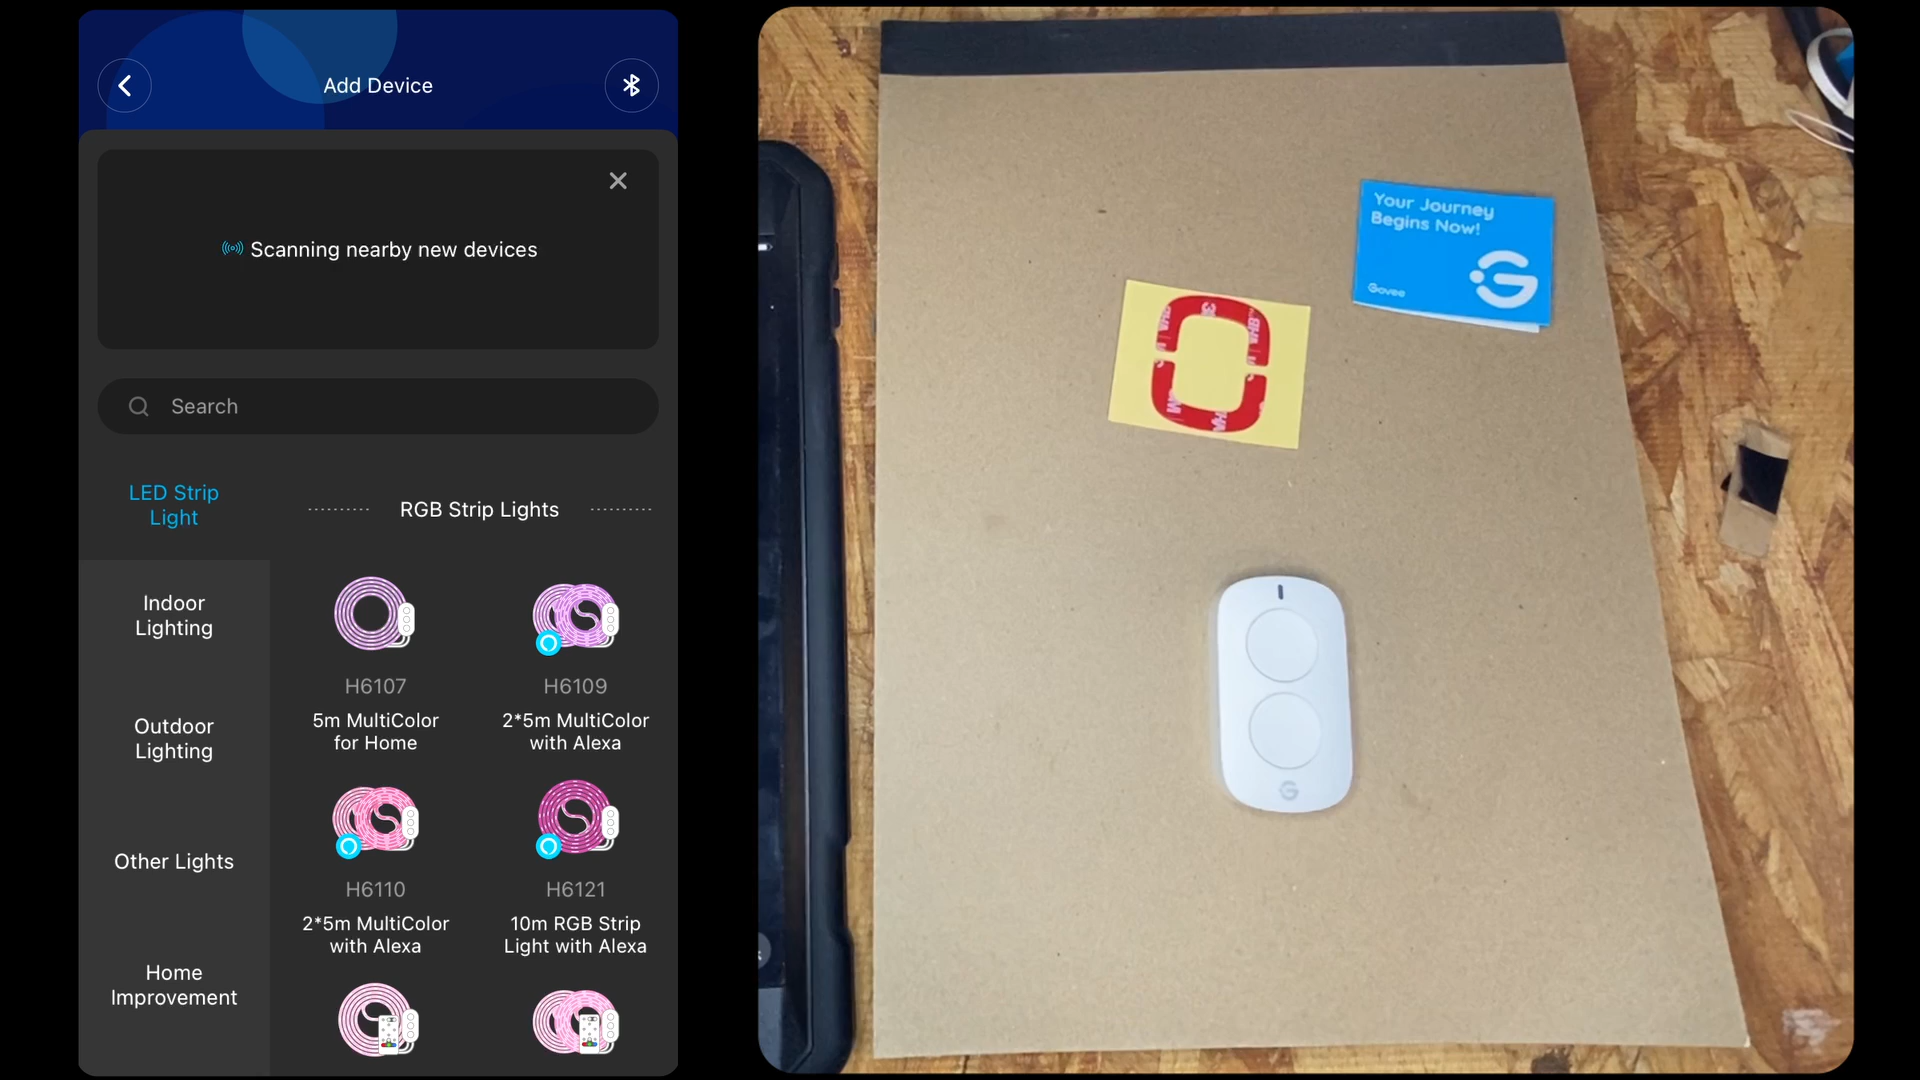 Add Device
Scanning nearby new devices
Search
LED Strip
Light
RGB Strip Lights
Indoor
Lighting
Outdoor
Lighting
Other Lights
Home
Improvement
H6107
5m MultiColor
for Home
H6109
2*5m MultiColor
with Alexa
H6110
2*5m MultiColor
with Alexa
H6121
10m RGB Strip
Light with Alexa
Your Journey
Begins Now!
Govee
G
VHB
G